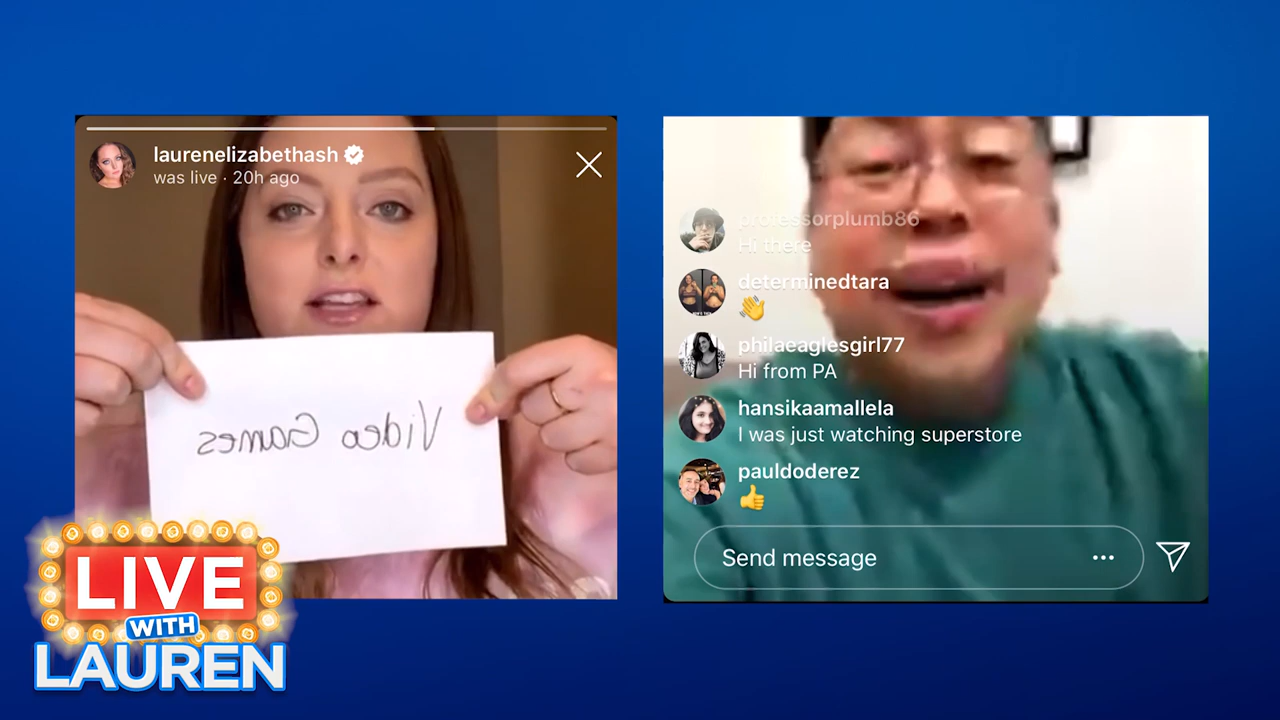 laurenelizabethash
was live · 20h ago
Video Games
professorplumb86
Hi there
determinedtara
👋
philaeaglesgirl77
Hi from PA
hansikaamallela
I was just watching superstore
pauldoderez
👍
Send message
LIVE
WITH
LAUREN